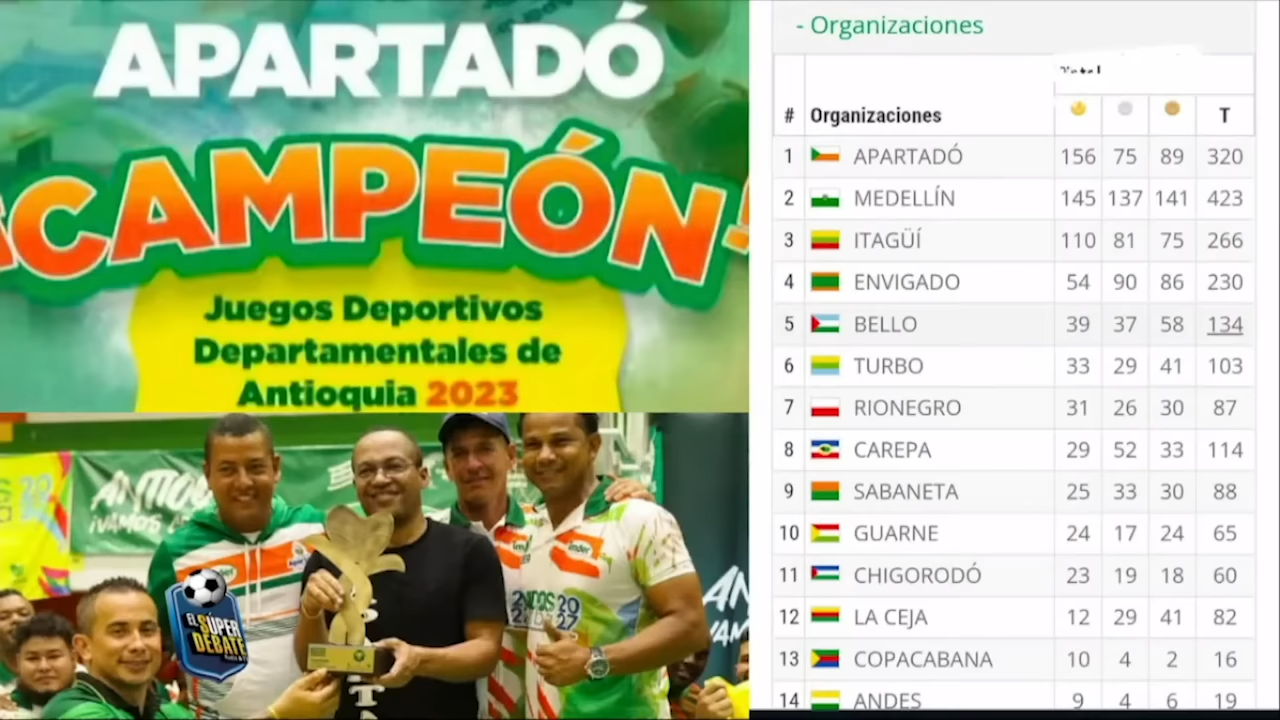 APARTADÓ
¡CAMPEÓN!
Juegos Deportivos
Departamentales de
Antioquia 2023
EL SUPER
DEBATE
- Organizaciones
Total
# Organizaciones T
1 APARTADÓ 156 75 89 320
2 MEDELLÍN 145 137 141 423
3 ITAGÜÍ 110 81 75 266
4 ENVIGADO 54 90 86 230
5 BELLO 39 37 58 134
6 TURBO 33 29 41 103
7 RIONEGRO 31 26 30 87
8 CAREPA 29 52 33 114
9 SABANETA 25 33 30 88
10 GUARNE 24 17 24 65
11 CHIGORODÓ 23 19 18 60
12 LA CEJA 12 29 41 82
13 COPACABANA 10 4 2 16
14 ANDES 9 4 6 19